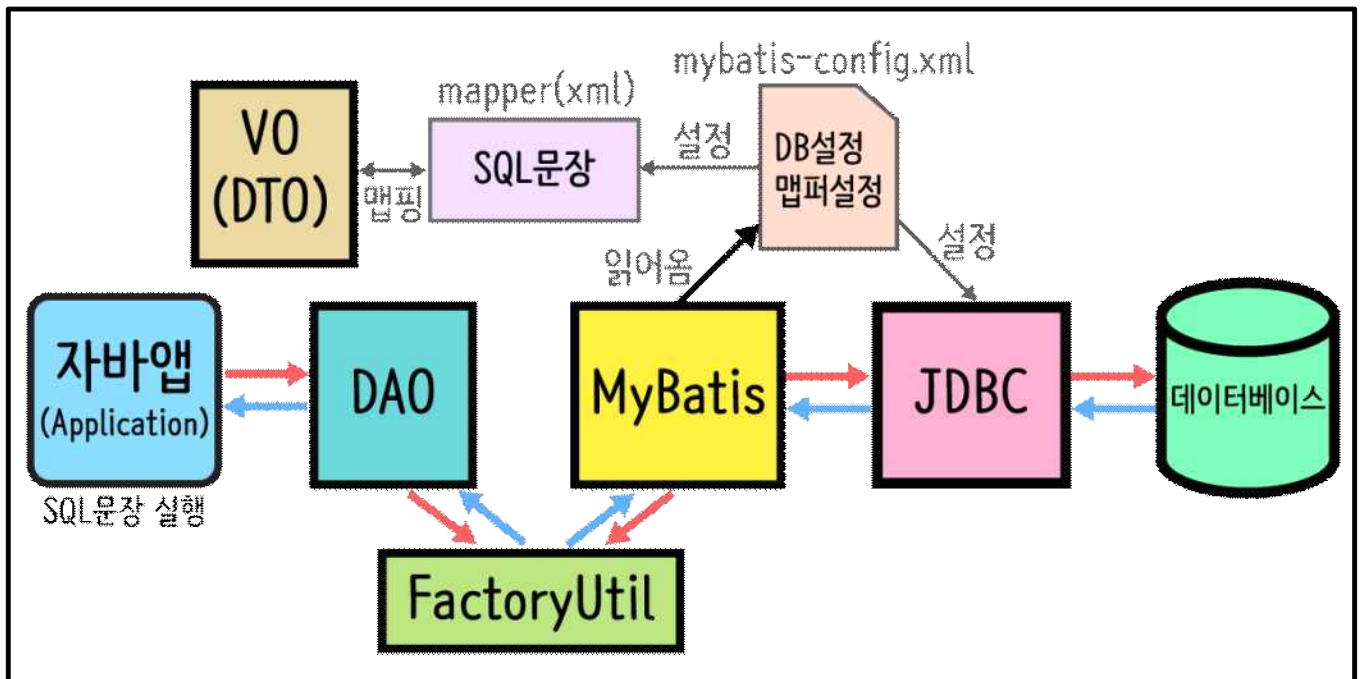 mybatis-config.xml
mapper(xml)
VO
(DTO)
맵핑
SQL문장
설정
DB설정
맵퍼설정
읽어옴
설정
자바앱
(Application)
SQL문장 실행
DAO
MyBatis
JDBC
데이터베이스
FactoryUtil